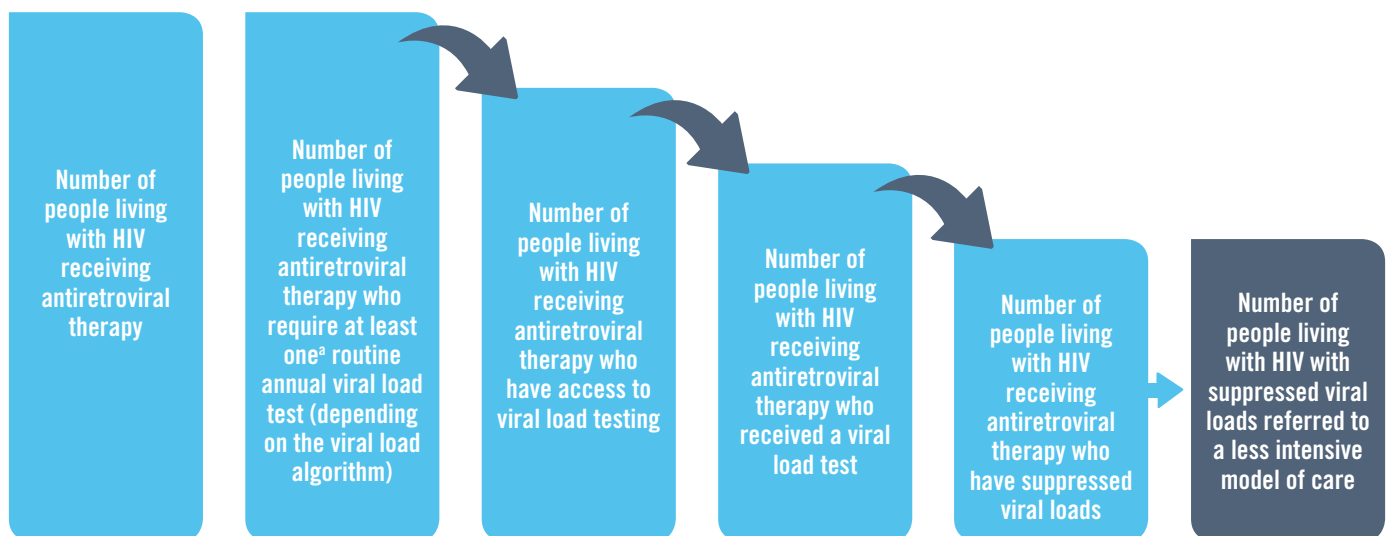 Number of
people living
with HIV
receiving
antiretroviral
therapy
Number of
people living
with HIV
receiving
antiretroviral
therapy who
require at least
oneᵃ routine
annual viral load
test (depending
on the viral load
algorithm)
Number of
people living
with HIV
receiving
antiretroviral
therapy who
have access to
viral load testing
Number of
people living
with HIV
receiving
antiretroviral
therapy who
received a viral
load test
Number of
people living
with HIV
receiving
antiretroviral
therapy who
have suppressed
viral loads
Number of
people living
with HIV with
suppressed viral
loads referred to
a less intensive
model of care